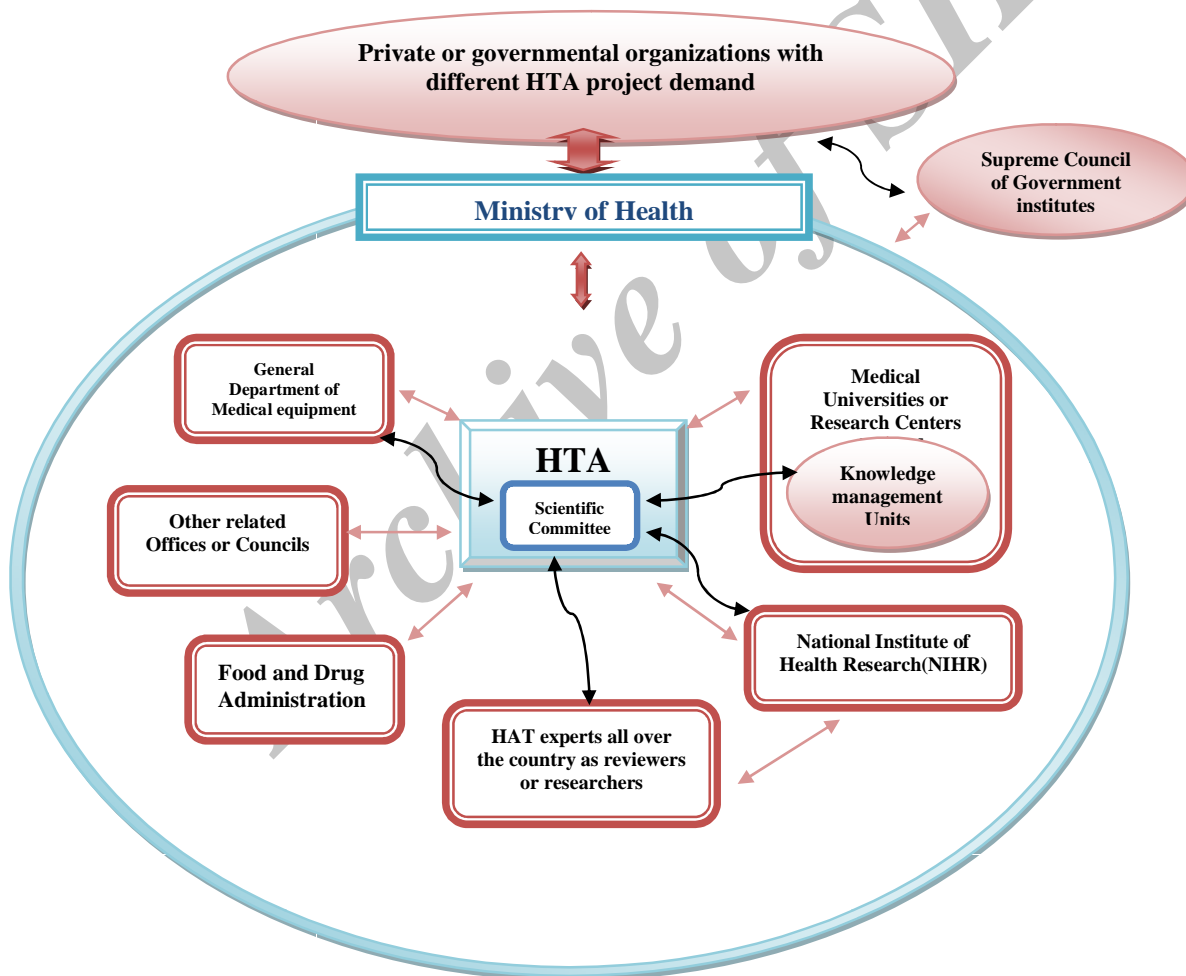 Private or governmental organizations with
different HTA project demand
Supreme Council
of Government
institutes
Ministry of Health
General
Department of
Medical equipment
Medical
Universities or
Research Centers
Knowledge
management
Units
HTA
Scientific
Committee
Other related
Offices or Councils
National Institute of
Health Research(NIHR)
Food and Drug
Administration
HAT experts all over
the country as reviewers
or researchers
Archive of